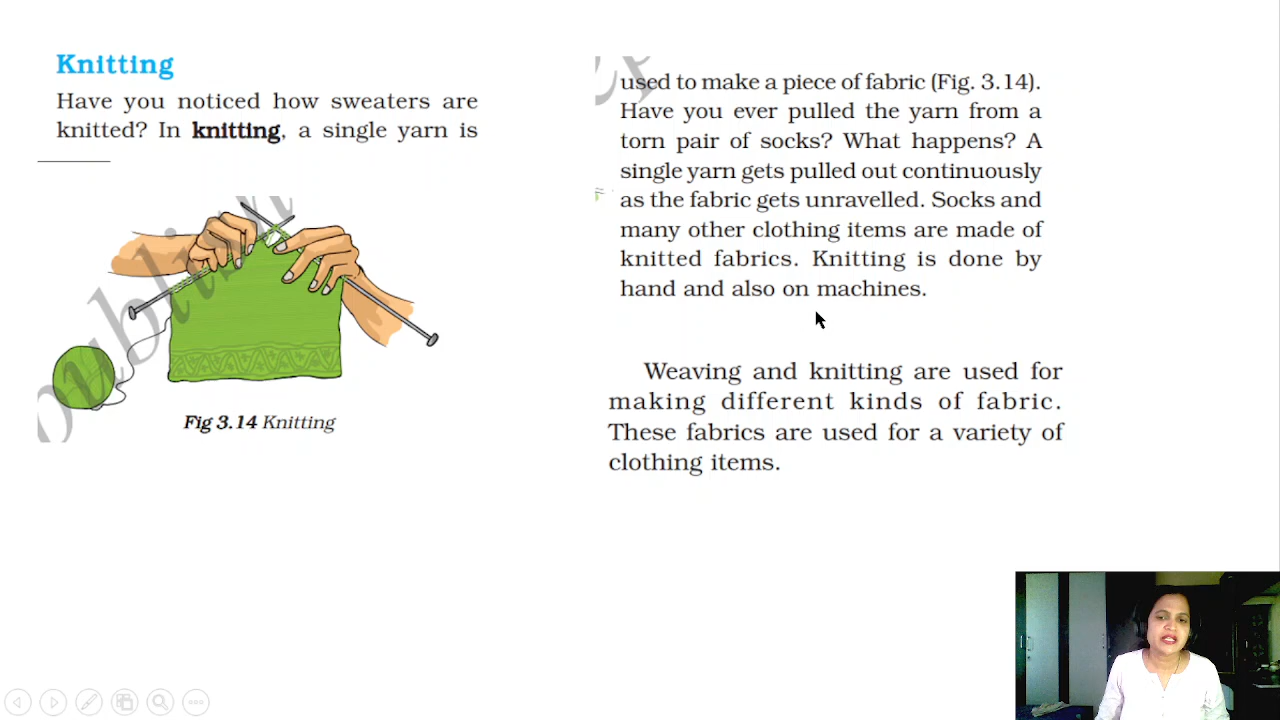 Knitting
Have you noticed how sweaters are
knitted? In knitting, a single yarn is
Fig 3.14 Knitting
used to make a piece of fabric (Fig. 3.14).
Have you ever pulled the yarn from a
torn pair of socks? What happens? A
single yarn gets pulled out continuously
as the fabric gets unravelled. Socks and
many other clothing items are made of
knitted fabrics. Knitting is done by
hand and also on machines.
Weaving and knitting are used for
making different kinds of fabric.
These fabrics are used for a variety of
clothing items.